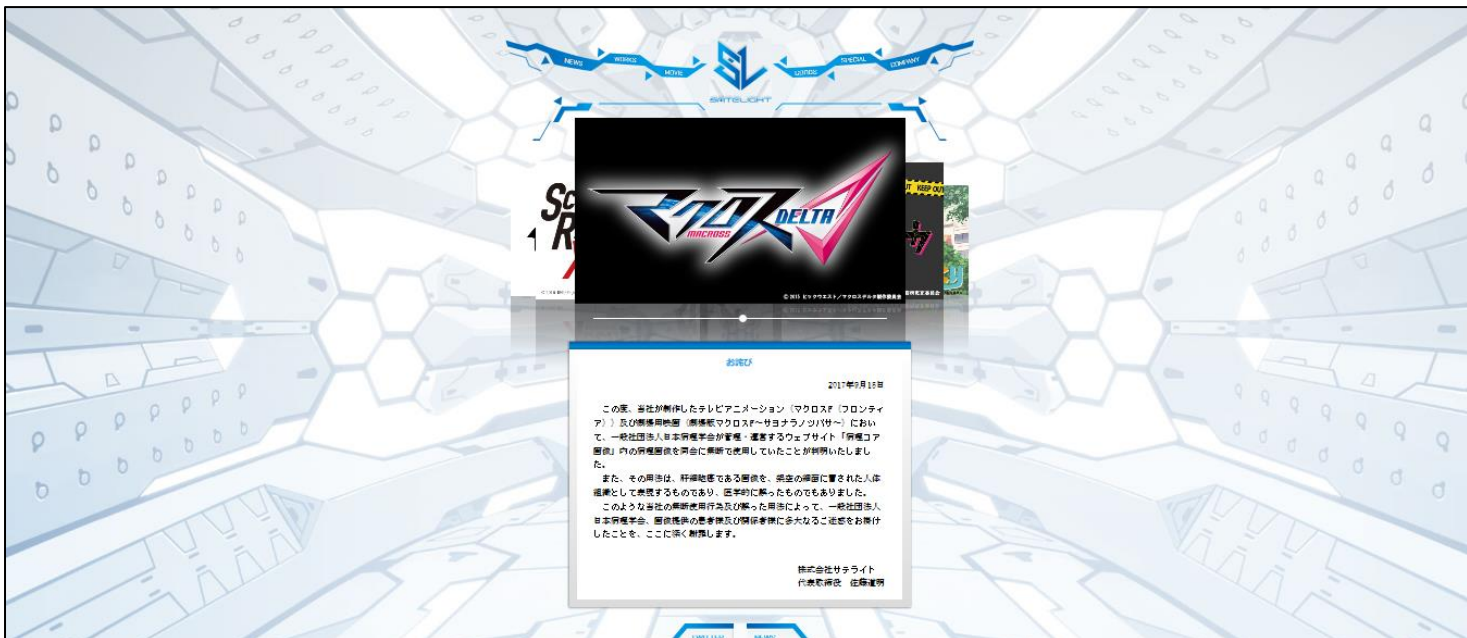 NEWS
WORKS
MOVIE
SL
SATELIGHT
GOODS
SPECIAL
COMPANY
マクロス DELTA
MACROSS
KEEP OUT
© 2015 ビックウエスト/マクロスデルタ製作委員会
お詫び
2017年9月15日
この度、当社が制作したテレビアニメーション(マクロスF(フロンティ
ア))及び劇場用映画(劇場版マクロスF~サヨナラノツバサ~)におい
て、一般社団法人日本病理学会が管理・運営するウェブサイト「病理コア
画像」内の病理画像を同会に無断で使用していたことが判明いたしまし
た。
また、その用法は、肝細胞癌である画像を、架空の細菌に冒された人体
組織として表現するものであり、医学的に誤ったものでもありました。
このような当社の無断使用行為及び誤った用法によって、一般社団法人
日本病理学会、画像提供の患者様及び関係者様に多大なご迷惑をお掛け
したことを、ここに深く謝罪します。
株式会社サテライト
代表取締役 佐藤道明